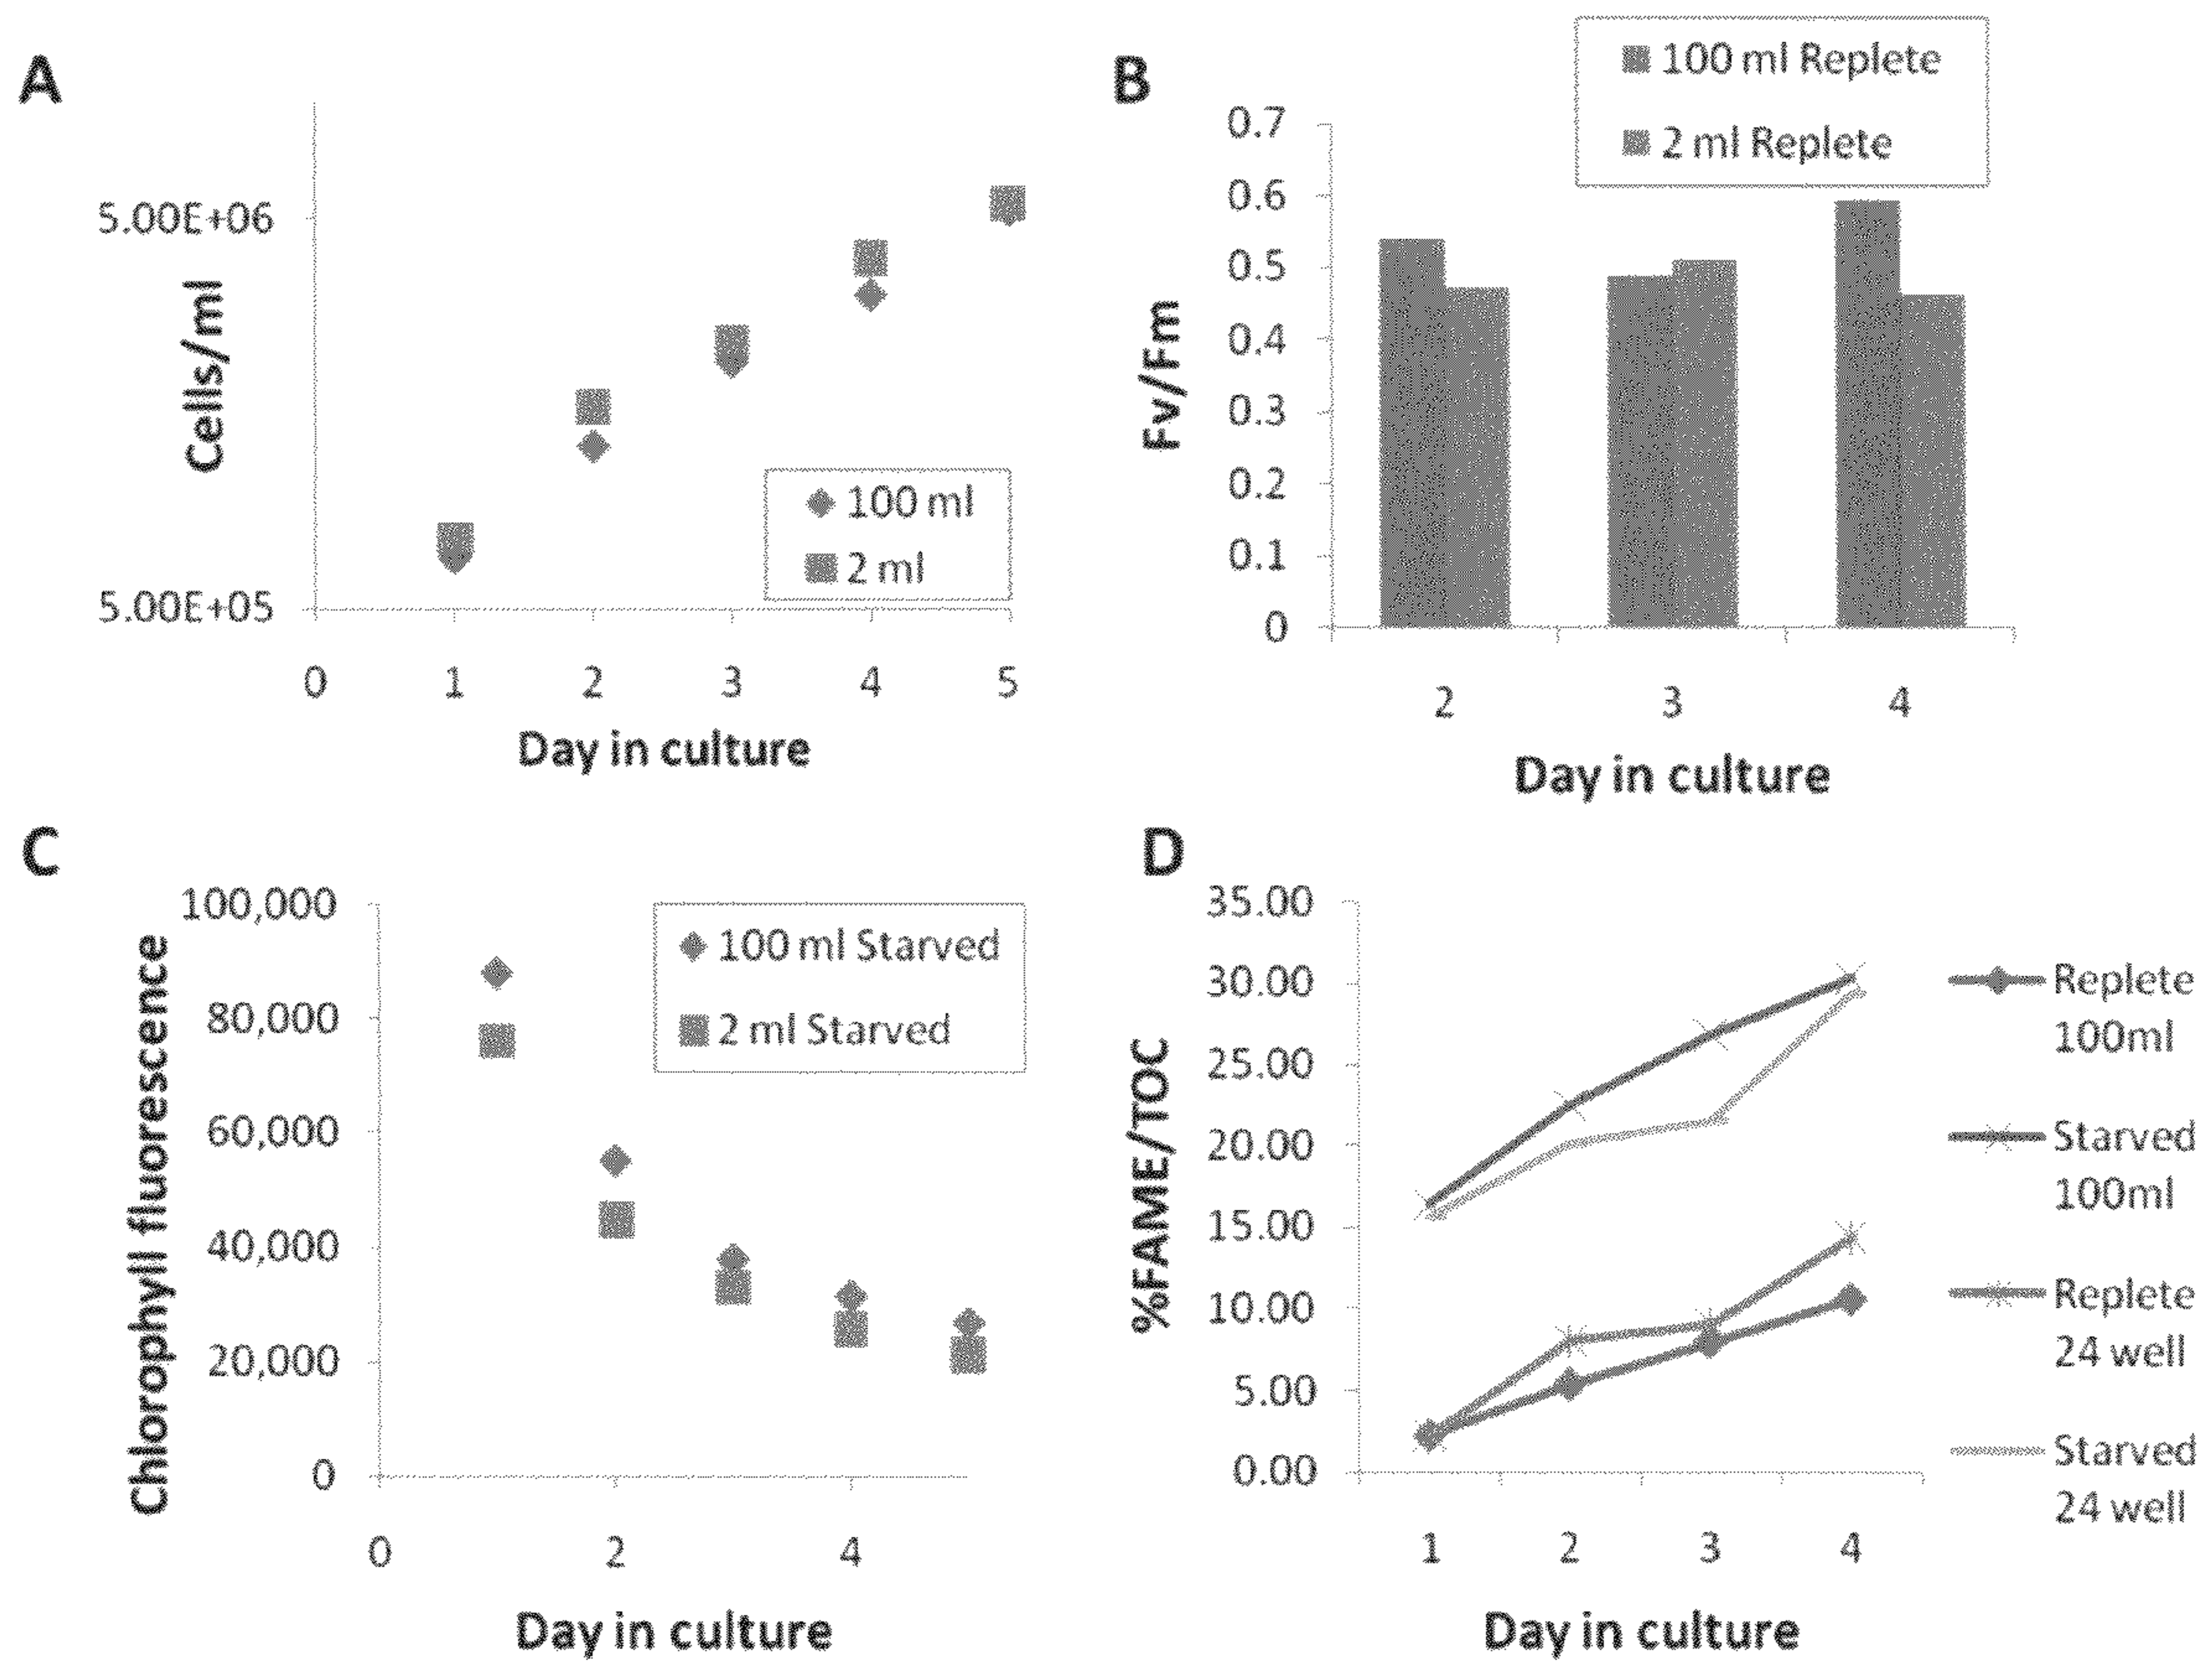 A
5.00E+06
5.00E+05
Cells/ml
100 ml
2 ml
0 1 2 3 4 5
Day in culture
B
100 ml Replete
2 ml Replete
0.7
0.6
0.5
0.4
0.3
0.2
0.1
0
Fv/Fm
2 3 4
Day in culture
C
100,000
80,000
60,000
40,000
20,000
0
Chlorophyll fluorescence
100 ml Starved
2 ml Starved
0 2 4
Day in culture
D
35.00
30.00
25.00
20.00
15.00
10.00
5.00
0.00
%FAME/TOC
Replete
100ml
Starved
100ml
Replete
24 well
Starved
24 well
1 2 3 4
Day in culture